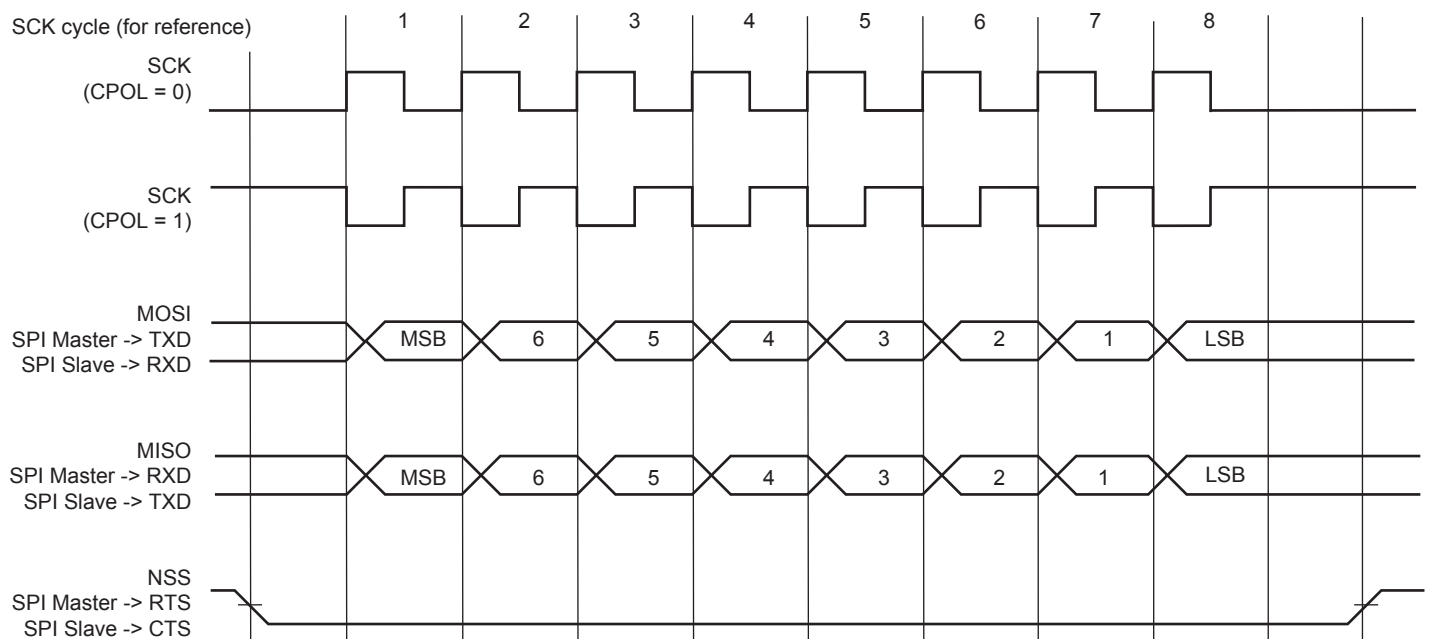 SCK cycle (for reference)
1 2 3 4 5 6 7 8
SCK
(CPOL = 0)
SCK
(CPOL = 1)
MOSI
SPI Master -> TXD
SPI Slave -> RXD
MSB 6 5 4 3 2 1 LSB
MISO
SPI Master -> RXD
SPI Slave -> TXD
MSB 6 5 4 3 2 1 LSB
NSS
SPI Master -> RTS
SPI Slave -> CTS